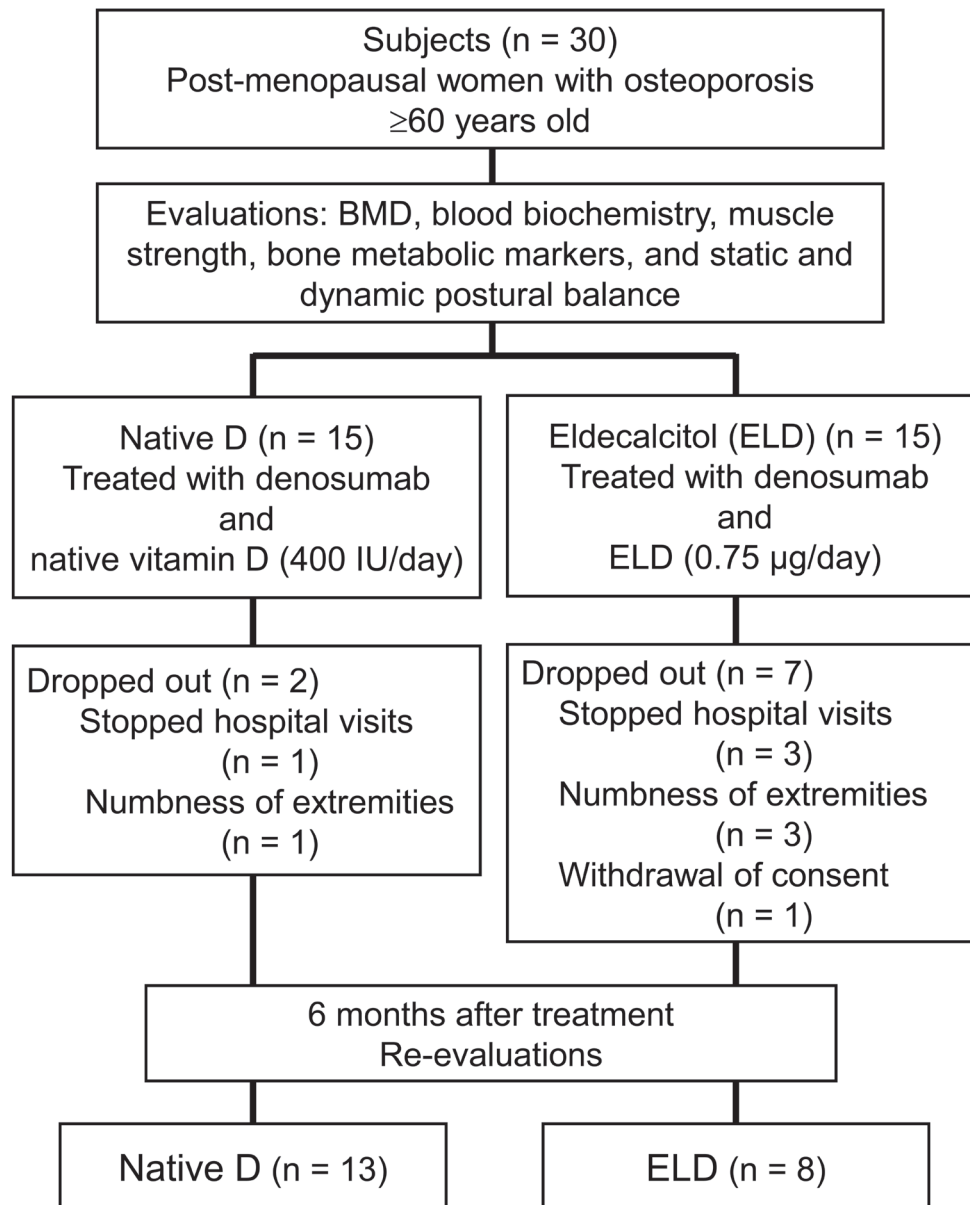 Subjects (n = 30)
Post-menopausal women with osteoporosis
≥60 years old
Evaluations: BMD, blood biochemistry, muscle
strength, bone metabolic markers, and static and
dynamic postural balance
Native D (n = 15)
Treated with denosumab
and
native vitamin D (400 IU/day)
Eldecalcitol (ELD) (n = 15)
Treated with denosumab
and
ELD (0.75 µg/day)
Dropped out (n = 2)
Stopped hospital visits
(n = 1)
Numbness of extremities
(n = 1)
Dropped out (n = 7)
Stopped hospital visits
(n = 3)
Numbness of extremities
(n = 3)
Withdrawal of consent
(n = 1)
6 months after treatment
Re-evaluations
Native D (n = 13)
ELD (n = 8)